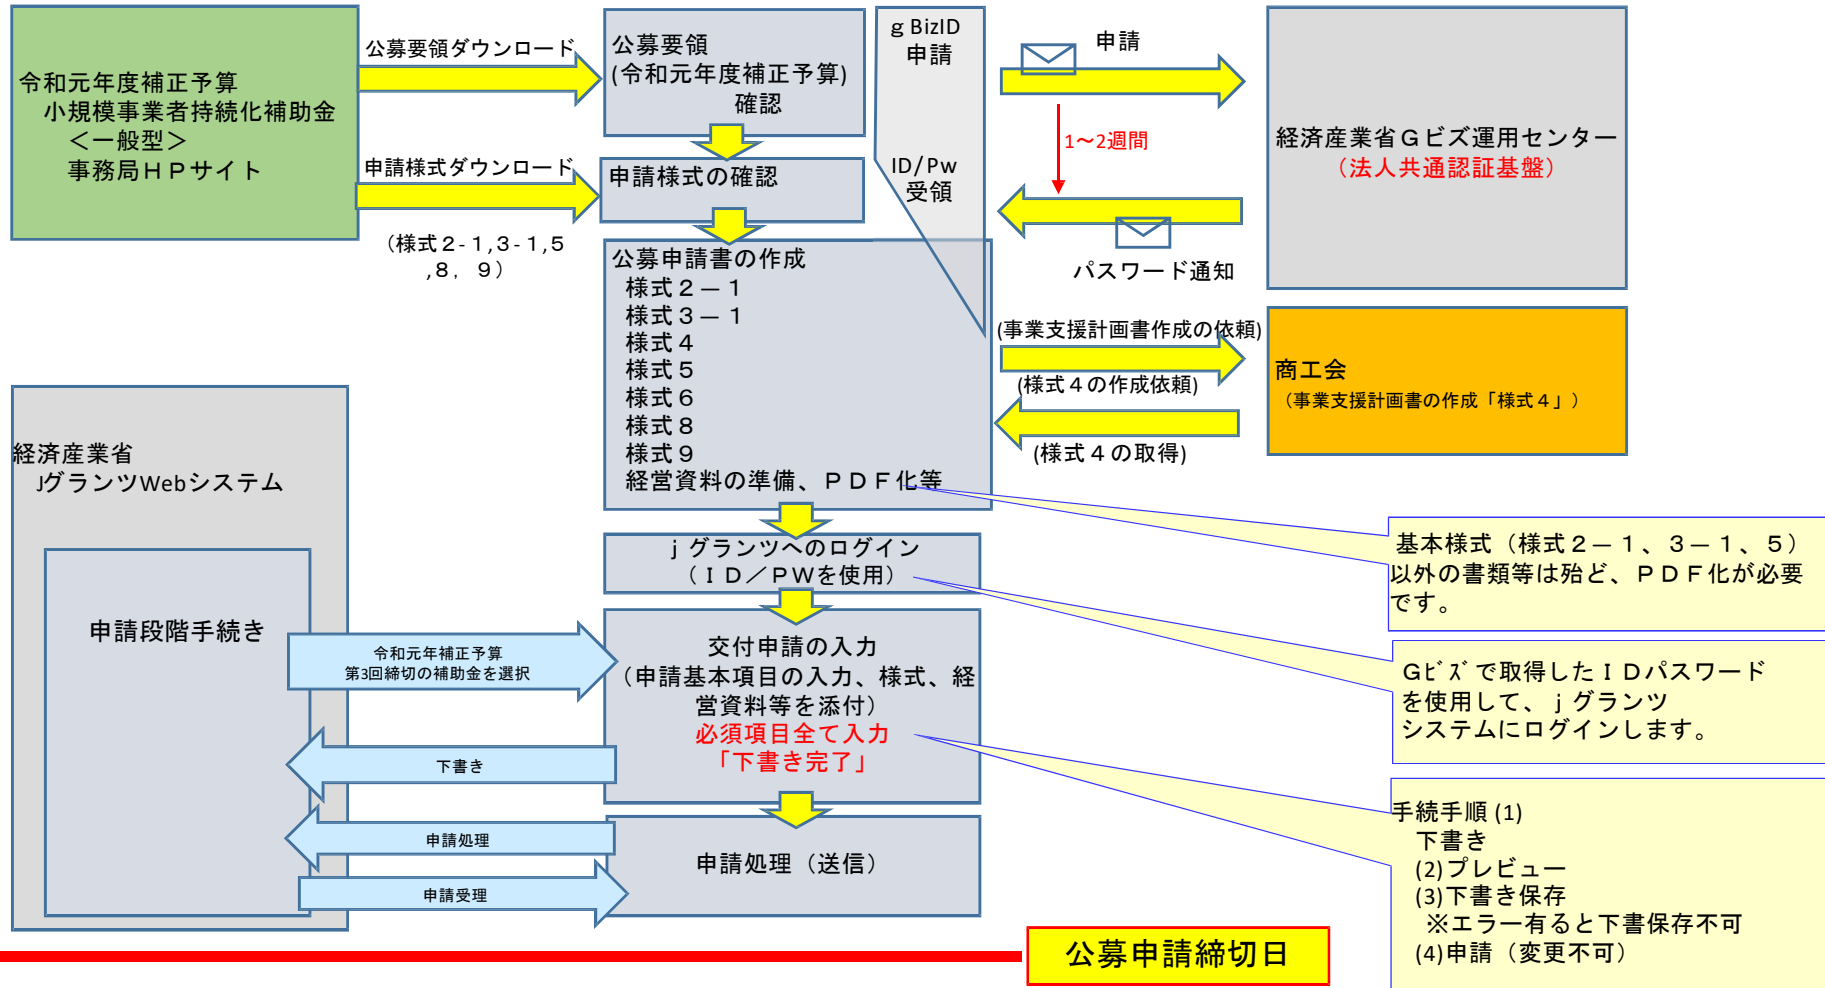 令和元年度補正予算
小規模事業者持続化補助金
＜一般型＞
事務局ＨＰサイト
公募要領ダウンロード
申請様式ダウンロード
（様式２-１,３-１,５
,８，９）
公募要領
(令和元年度補正予算)
確認
申請様式の確認
公募申請書の作成
様式２－１
様式３－１
様式４
様式５
様式６
様式８
様式９
経営資料の準備、ＰＤＦ化等
ｇBizID
申請
ID/Pw
受領
申請
1～2週間
パスワード通知
経済産業省Ｇビズ運用センター
（法人共通認証基盤）
(事業支援計画書作成の依頼)
(様式４の作成依頼)
(様式４の取得)
商工会
（事業支援計画書の作成「様式４」）
経済産業省
JグランツWebシステム
申請段階手続き
ｊグランツへのログイン
（ＩＤ／ＰＷを使用）
令和元年補正予算
第3回締切の補助金を選択
交付申請の入力
（申請基本項目の入力、様式、経
営資料等を添付）
必須項目全て入力
「下書き完了」
下書き
申請処理
申請受理
申請処理（送信）
基本様式（様式２－１、３－１、５）
以外の書類等は殆ど、ＰＤＦ化が必要
です。
Ｇﾋﾞｽﾞで取得したＩＤパスワード
を使用して、ｊグランツ
システムにログインします。
手続手順 (1)
下書き
(2)プレビュー
(3)下書き保存
※エラー有ると下書保存不可
(4)申請（変更不可）
公募申請締切日